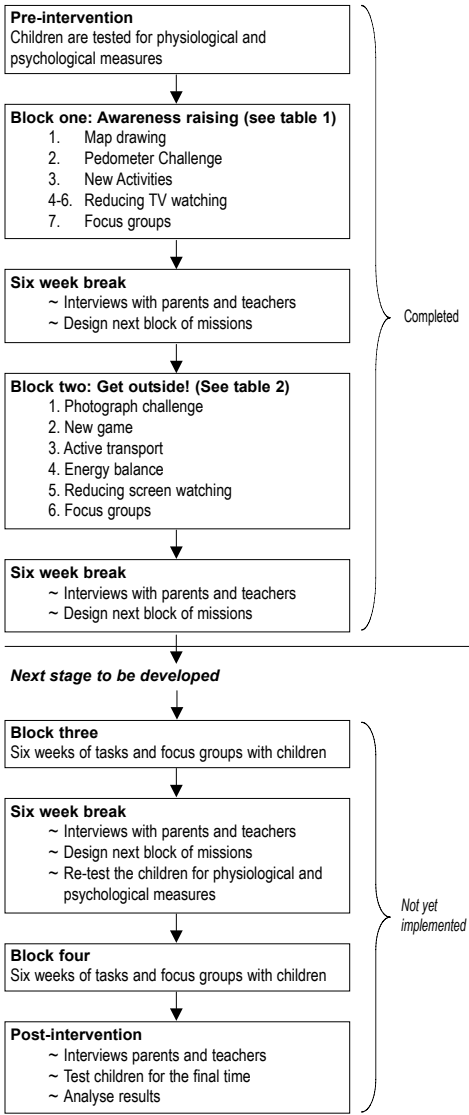 Pre-intervention
Children are tested for physiological and
psychological measures
Block one: Awareness raising (see table 1)
1. Map drawing
2. Pedometer Challenge
3. New Activities
4-6. Reducing TV watching
7. Focus groups
Six week break
~ Interviews with parents and teachers
~ Design next block of missions
Completed
Block two: Get outside! (See table 2)
1. Photograph challenge
2. New game
3. Active transport
4. Energy balance
5. Reducing screen watching
6. Focus groups
Six week break
~ Interviews with parents and teachers
~ Design next block of missions
Next stage to be developed
Block three
Six weeks of tasks and focus groups with children
Six week break
~ Interviews with parents and teachers
~ Design next block of missions
~ Re-test the children for physiological and
psychological measures
Not yet
implemented
Block four
Six weeks of tasks and focus groups with children
Post-intervention
~ Interviews parents and teachers
~ Test children for the final time
~ Analyse results